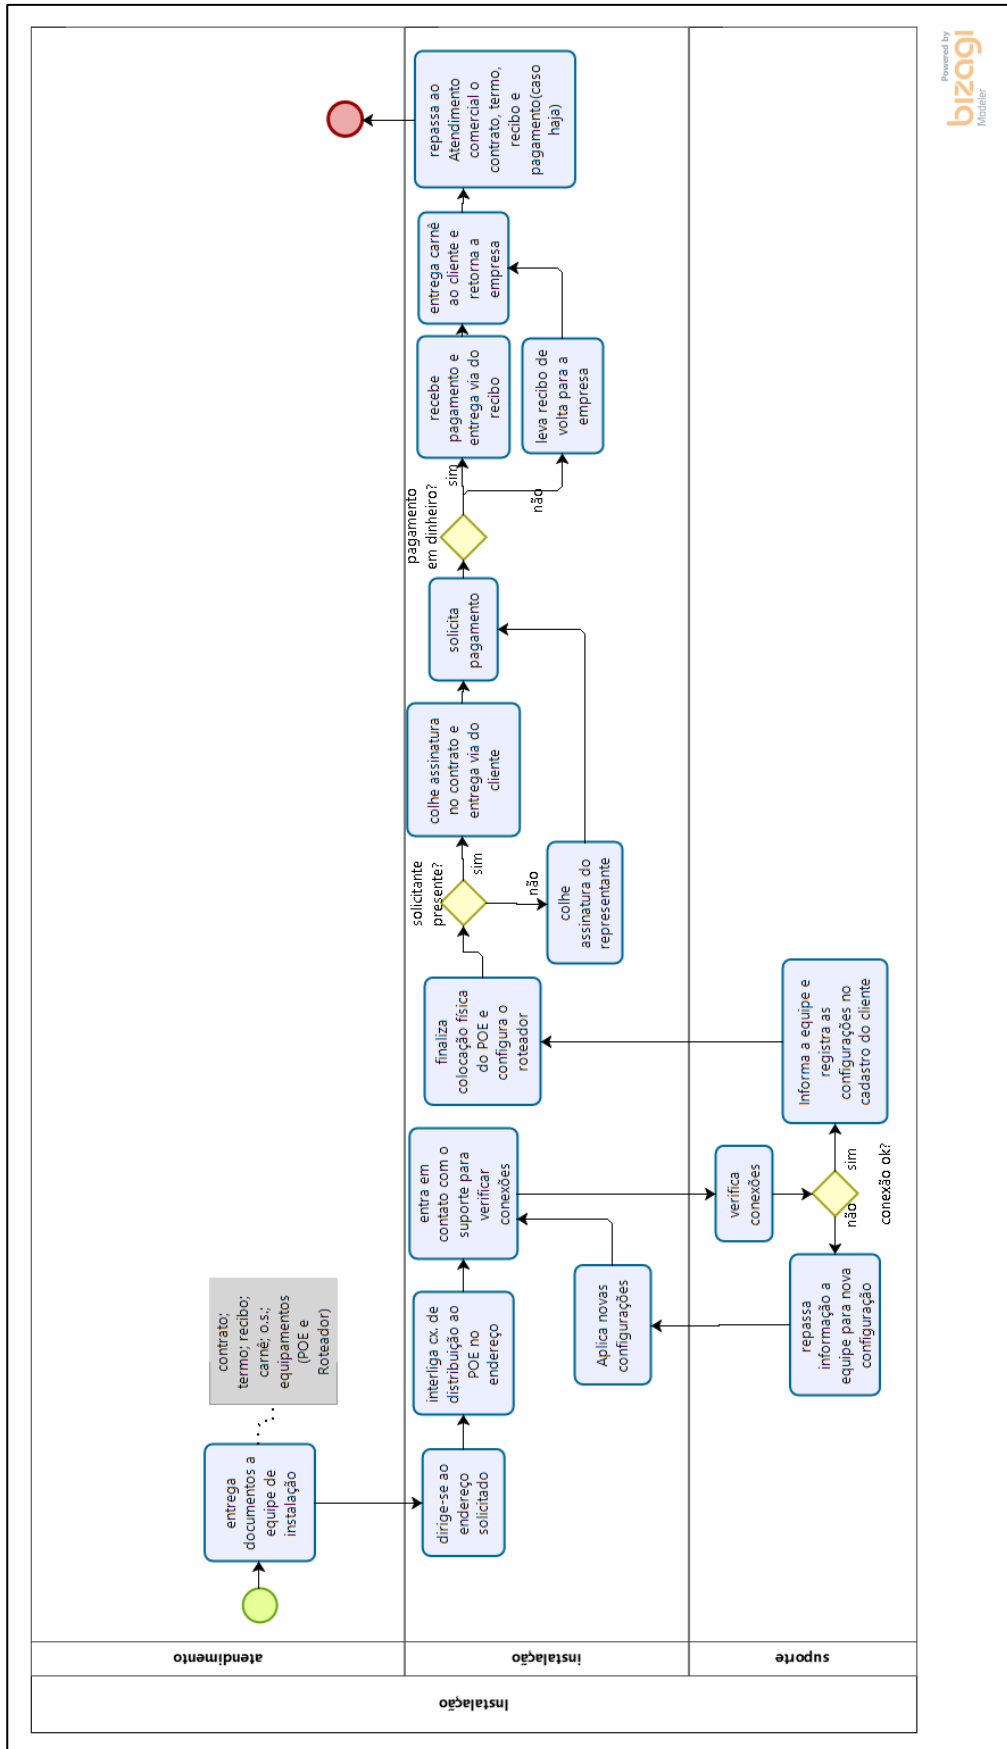 Instalação
atendimento
instalação
suporte
entrega
documentos a
equipe de
instalação
contrato;
termo; recibo;
carnê; o.s.;
equipamentos
(POE e
Roteador)
dirige-se ao
endereço
solicitado
interliga cx. de
distribuição ao
POE no
endereço
entra em
contato com o
suporte para
verificar
conexões
Aplica novas
configurações
verifica
conexões
não
sim
conexão ok?
repassa
informação a
equipe para nova
configuração
Informa a equipe e
registra as
configurações no
cadastro do cliente
finaliza
colocação física
do POE e
configura o
roteador
solicitante
presente?
sim
não
colhe assinatura
no contrato e
entrega via do
cliente
colhe
assinatura do
representante
solicita
pagamento
pagamento
em dinheiro?
sim
não
recebe
pagamento e
entrega via do
recibo
leva recibo de
volta para a
empresa
entrega carnê
ao cliente e
retorna a
empresa
repassa ao
Atendimento
comercial o
contrato, termo,
recibo e
pagamento(caso
haja)
Powered by
bizagi
Modeler